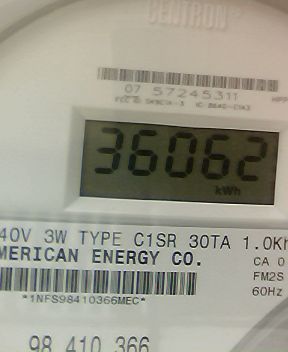 CENTRON®
07 57245311
36062
kWh
40V 3W TYPE C1SR 30TA 1.0Kh
MERICAN ENERGY CO.
CA 0
FM2S
60Hz
*1NFS98410366MEC*
98 410 366